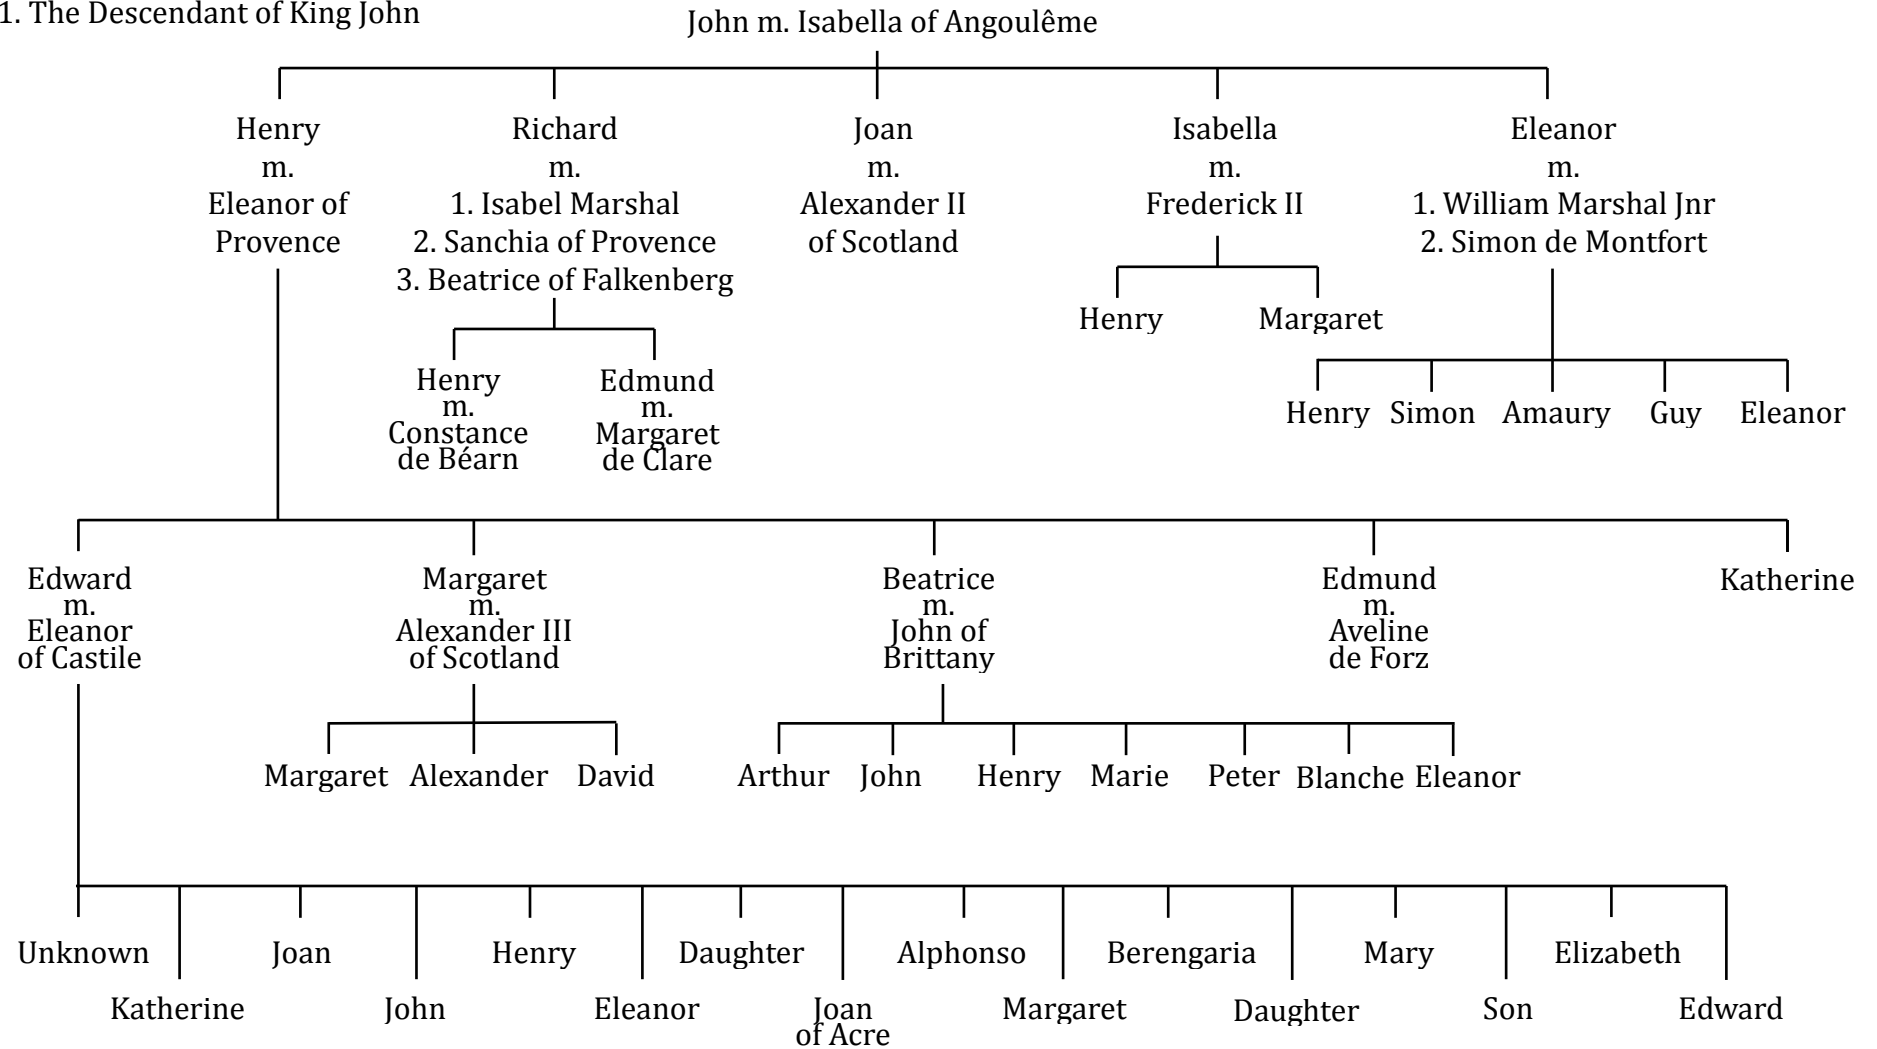 1. The Descendant of King John
John m. Isabella of Angoulême
Henry
m.
Eleanor of
Provence
Richard
m.
1. Isabel Marshal
2. Sanchia of Provence
3. Beatrice of Falkenberg
Joan
m.
Alexander II
of Scotland
Isabella
m.
Frederick II
Eleanor
m.
1. William Marshal Jnr
2. Simon de Montfort
Henry
m.
Constance
de Béarn
Edmund
m.
Margaret
de Clare
Henry
Margaret
Henry
Simon
Amaury
Guy
Eleanor
Edward
m.
Eleanor
of Castile
Margaret
m.
Alexander III
of Scotland
Beatrice
m.
John of
Brittany
Edmund
m.
Aveline
de Forz
Katherine
Margaret
Alexander
David
Arthur
John
Henry
Marie
Peter
Blanche
Eleanor
Unknown
Katherine
Joan
John
Henry
Eleanor
Daughter
Joan
of Acre
Alphonso
Margaret
Berengaria
Daughter
Mary
Son
Elizabeth
Edward